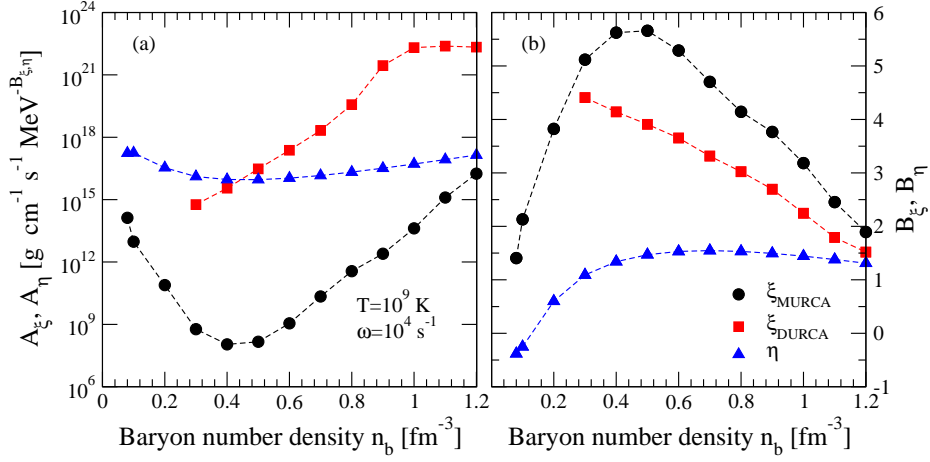 (a)
(b)
10^24
10^21
10^18
10^15
10^12
10^9
10^6
A_ξ, A_η [g cm^-1 s^-1 MeV^-B_ξ,η]
T=10^9 K
ω=10^4 s^-1
0 0.2 0.4 0.6 0.8 1 1.2
Baryon number density n_b [fm^-3]
6
5
4
3
2
1
0
-1
B_ξ, B_η
ξ_MURCA
ξ_DURCA
η
0.2 0.4 0.6 0.8 1 1.2
Baryon number density n_b [fm^-3]